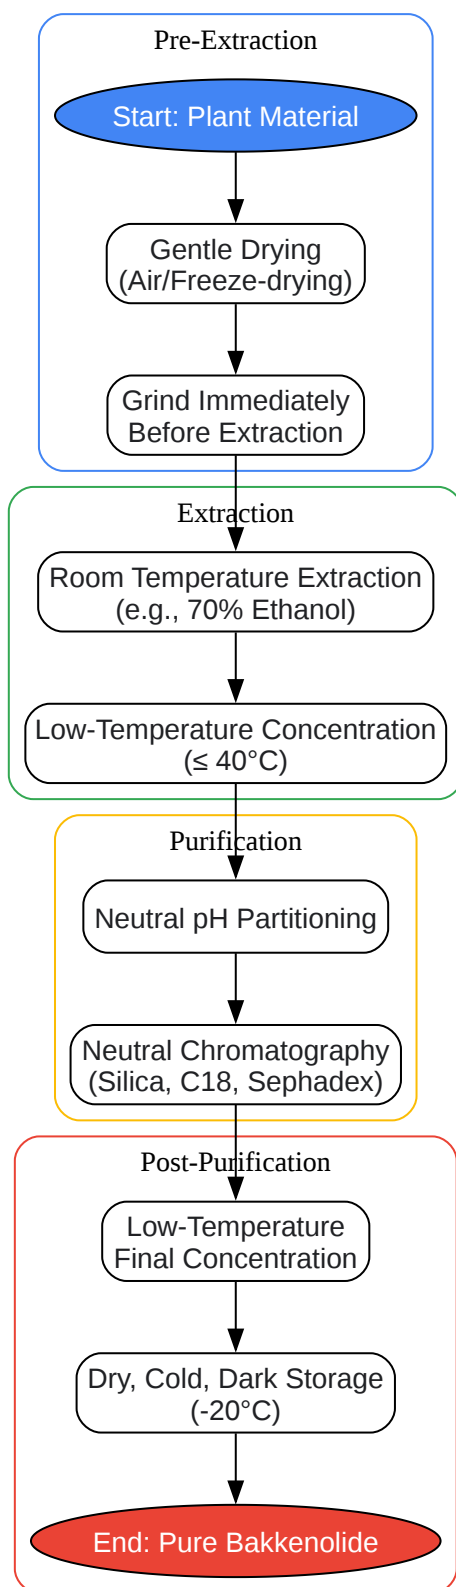 Pre-Extraction
Start: Plant Material
Gentle Drying
(Air/Freeze-drying)
Grind Immediately
Before Extraction
Extraction
Room Temperature Extraction
(e.g., 70% Ethanol)
Low-Temperature Concentration
(≤ 40°C)
Purification
Neutral pH Partitioning
Neutral Chromatography
(Silica, C18, Sephadex)
Post-Purification
Low-Temperature
Final Concentration
Dry, Cold, Dark Storage
(-20°C)
End: Pure Bakkenolide